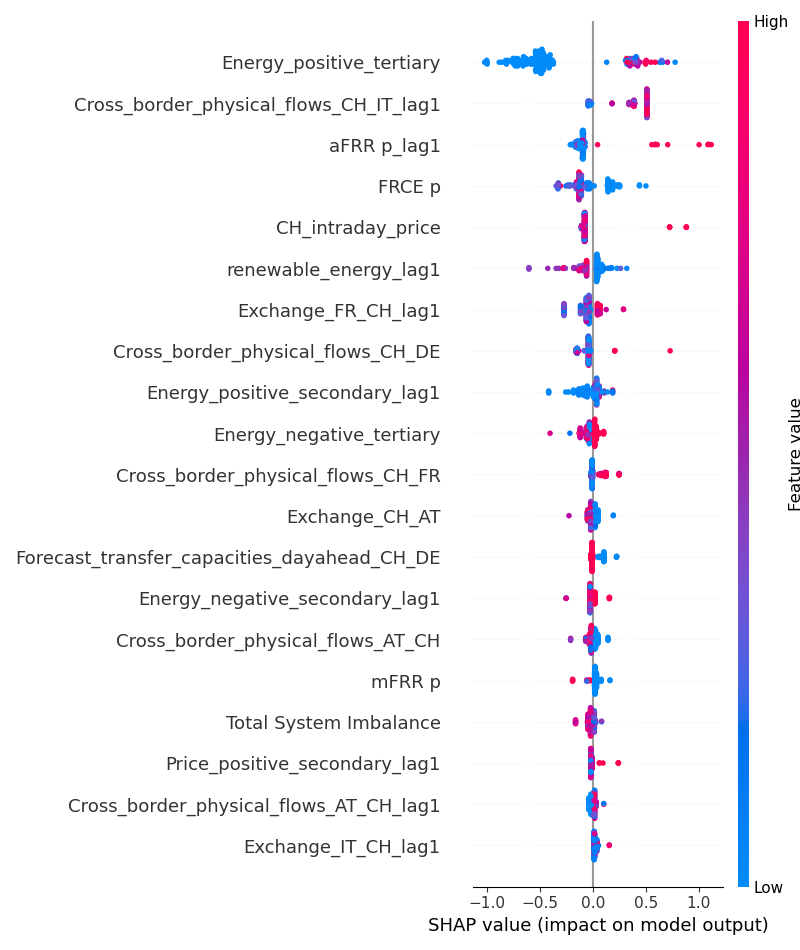 High
Energy_positive_tertiary
Cross_border_physical_flows_CH_IT_lag1
aFRR p_lag1
FRCE p
CH_intraday_price
renewable_energy_lag1
Exchange_FR_CH_lag1
Cross_border_physical_flows_CH_DE
Energy_positive_secondary_lag1
Energy_negative_tertiary
Cross_border_physical_flows_CH_FR
Exchange_CH_AT
Forecast_transfer_capacities_dayahead_CH_DE
Energy_negative_secondary_lag1
Cross_border_physical_flows_AT_CH
mFRR p
Total System Imbalance
Price_positive_secondary_lag1
Cross_border_physical_flows_AT_CH_lag1
Exchange_IT_CH_lag1
Feature value
Low
−1.0 −0.5 0.0 0.5 1.0
SHAP value (impact on model output)